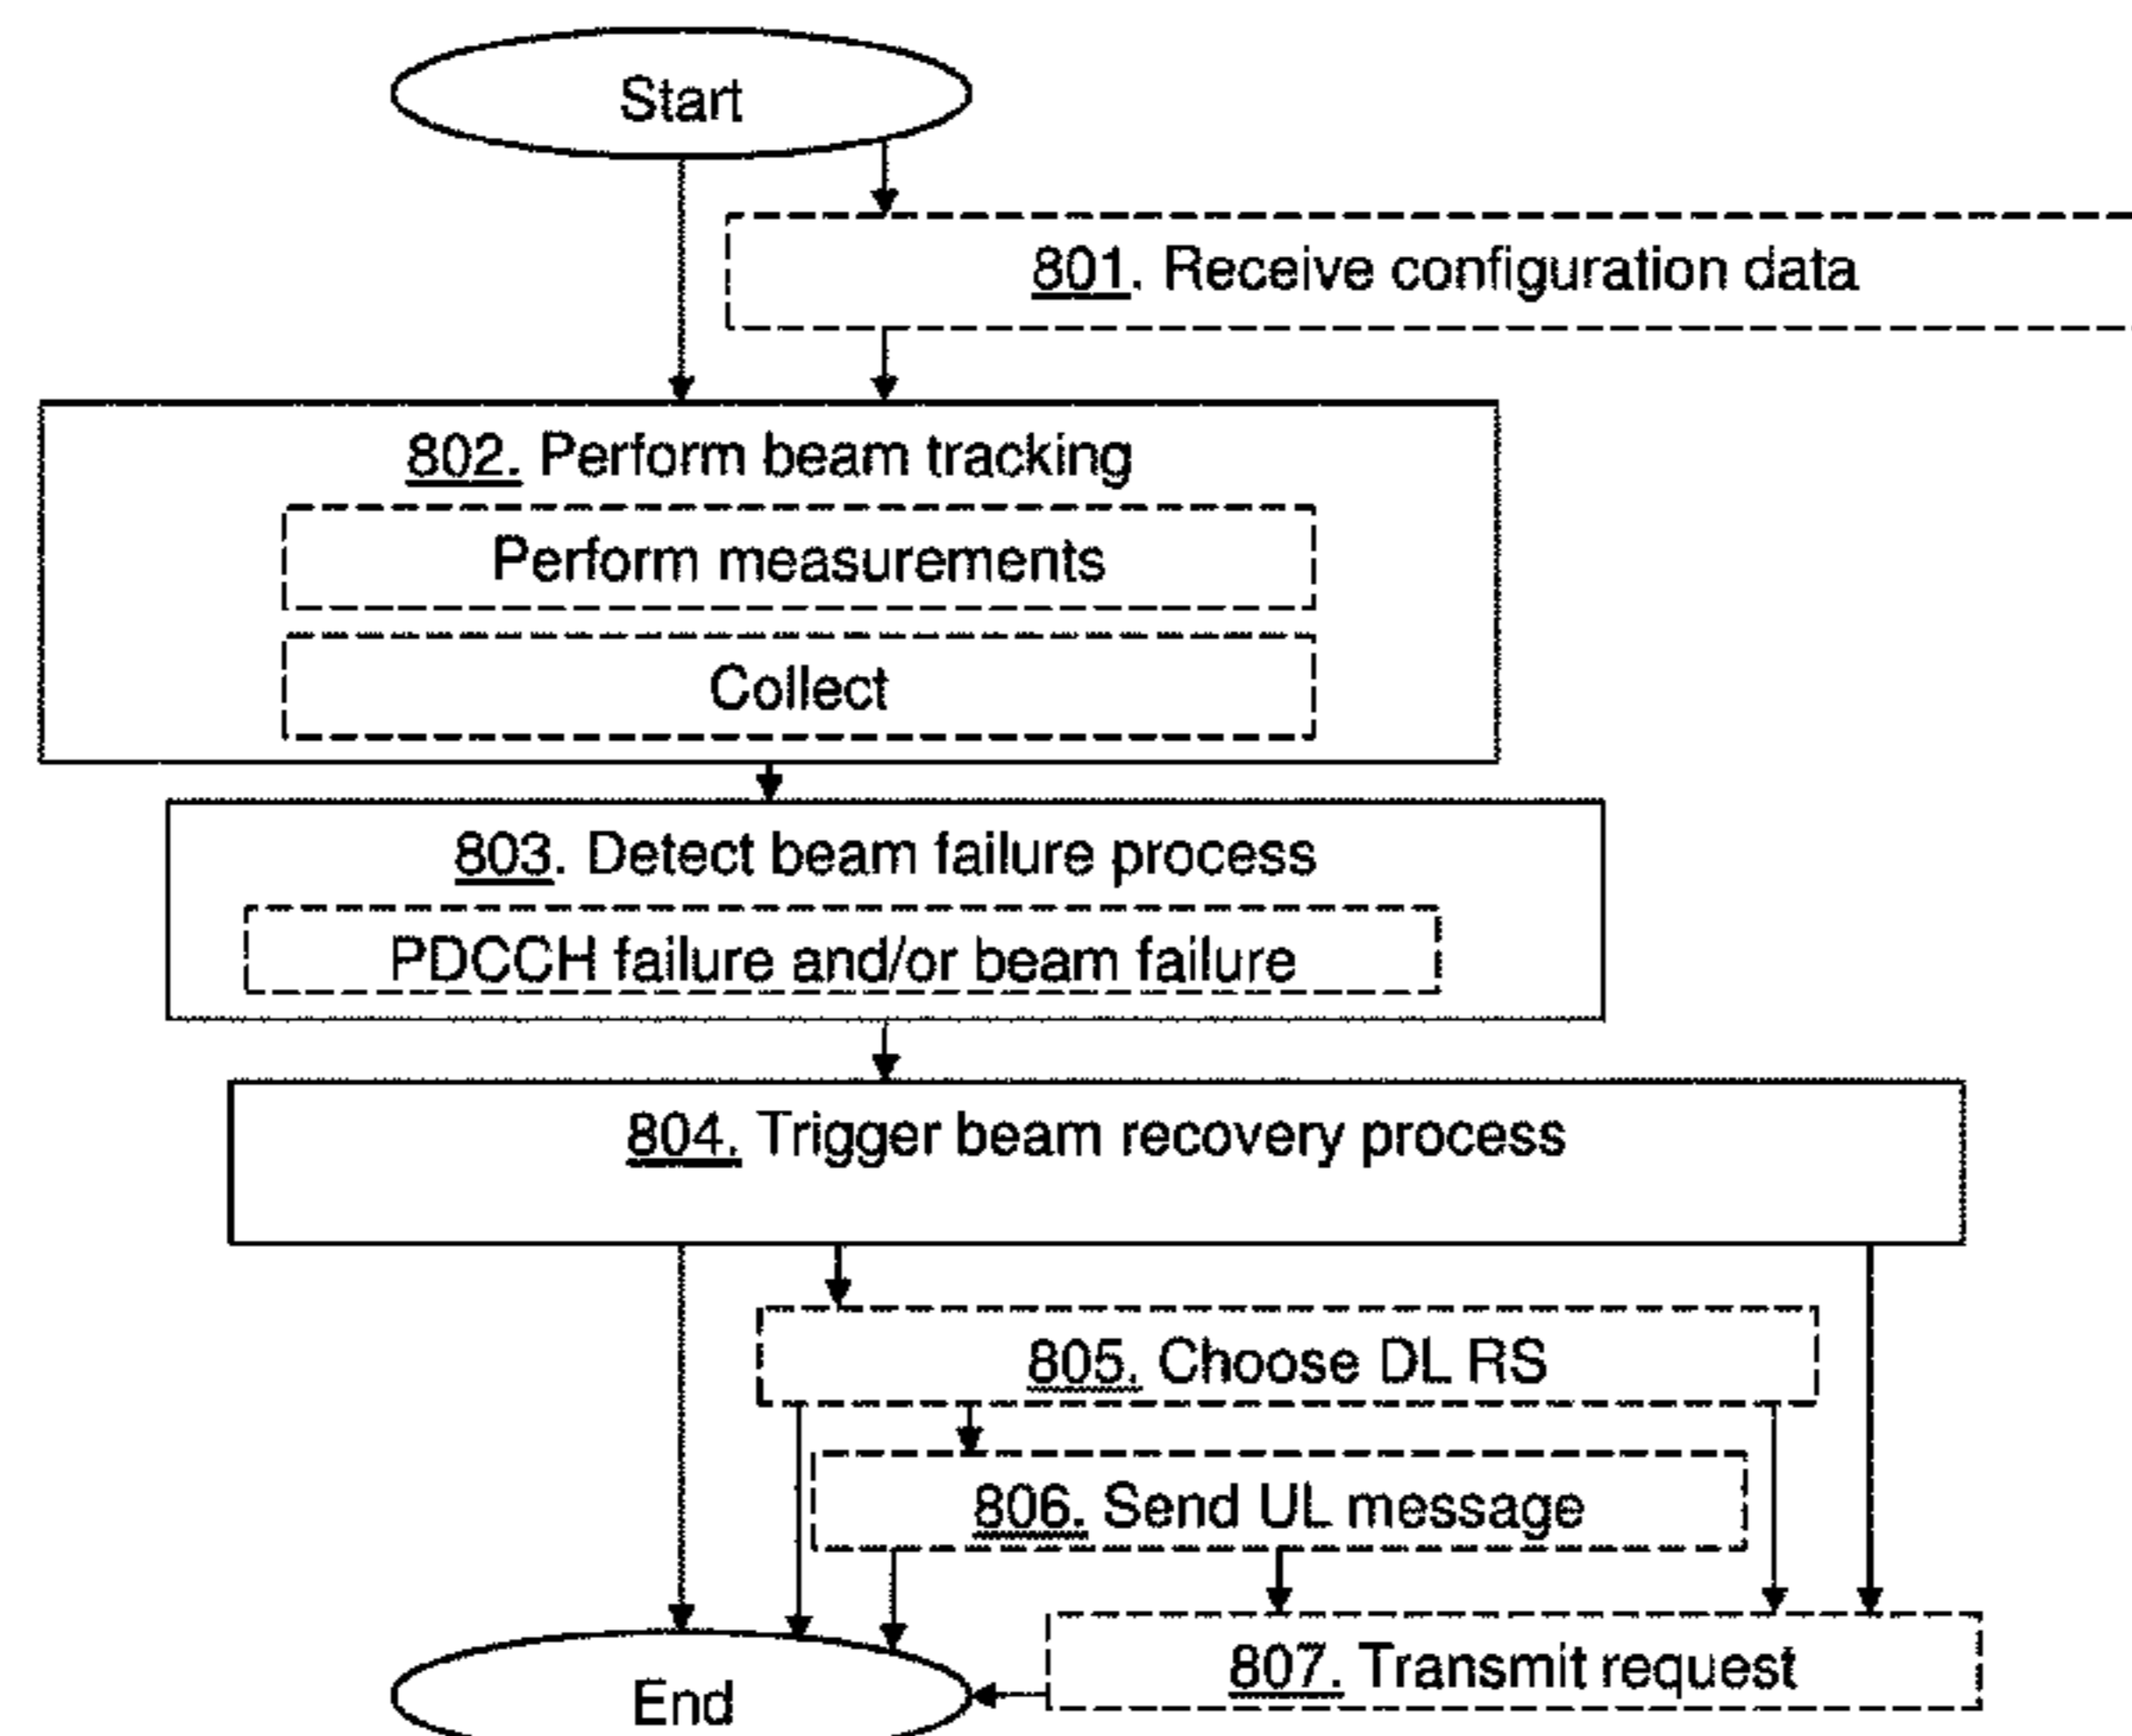 Start
801. Receive configuration data
802. Perform beam tracking
Perform measurements
Collect
803. Detect beam failure process
PDCCH failure and/or beam failure
804. Trigger beam recovery process
805. Choose DL RS
806. Send UL message
807. Transmit request
End